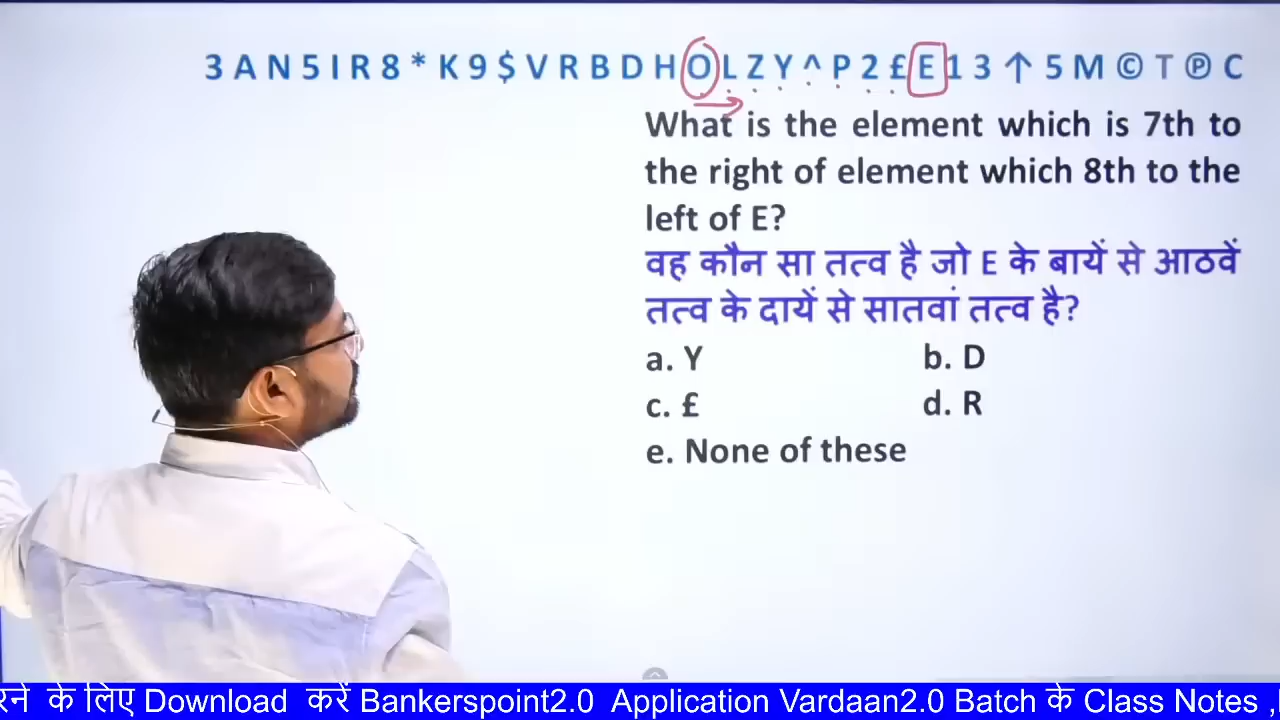 3 A N 5 I R 8 * K 9 $ V R B D H O L Z Y ^ P 2 £ E 1 3 ↑ 5 M © T ℗ C
What is the element which is 7th to
the right of element which 8th to the
left of E?
वह कौन सा तत्व है जो E के बायें से आठवें
तत्व के दायें से सातवां तत्व है?
a. Y b. D
c. £ d. R
e. None of these
के लिए Download करें Bankerspoint2.0 Application Vardaan2.0 Batch के Class Notes ,